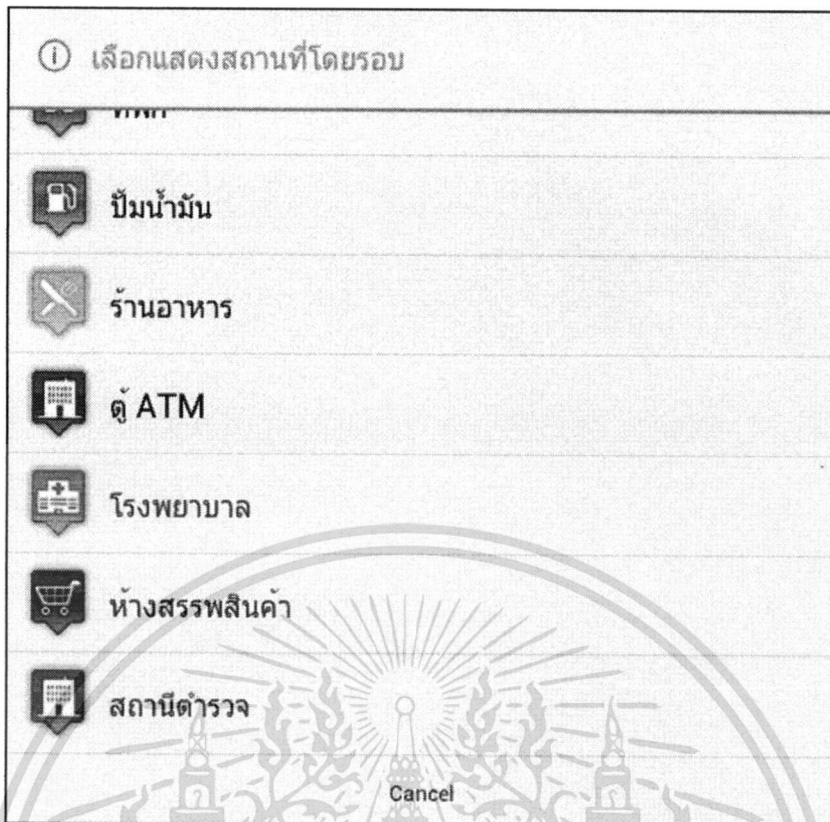 เลือกแสดงสถานที่โดยรอบ
ปั๊มน้ำมัน
ร้านอาหาร
ตู้ ATM
โรงพยาบาล
ห้างสรรพสินค้า
สถานีตำรวจ
Cancel